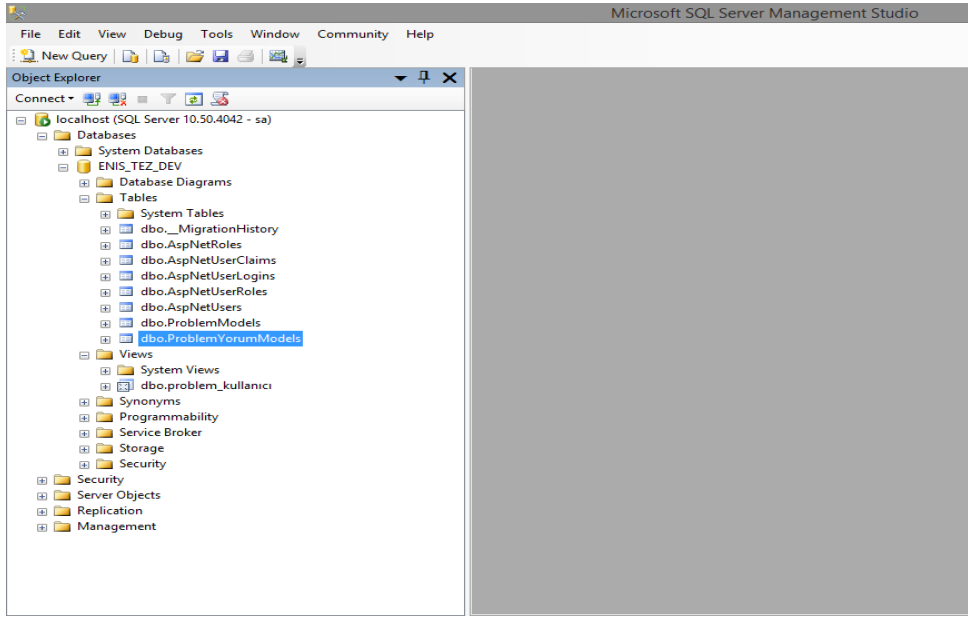 Microsoft SQL Server Management Studio
File Edit View Debug Tools Window Community Help
New Query
Object Explorer
Connect
localhost (SQL Server 10.50.4042 - sa)
Databases
System Databases
ENIS_TEZ_DEV
Database Diagrams
Tables
System Tables
dbo.__MigrationHistory
dbo.AspNetRoles
dbo.AspNetUserClaims
dbo.AspNetUserLogins
dbo.AspNetUserRoles
dbo.AspNetUsers
dbo.ProblemModels
dbo.ProblemYorumModels
Views
System Views
dbo.problem_kullanıcı
Synonyms
Programmability
Service Broker
Storage
Security
Security
Server Objects
Replication
Management